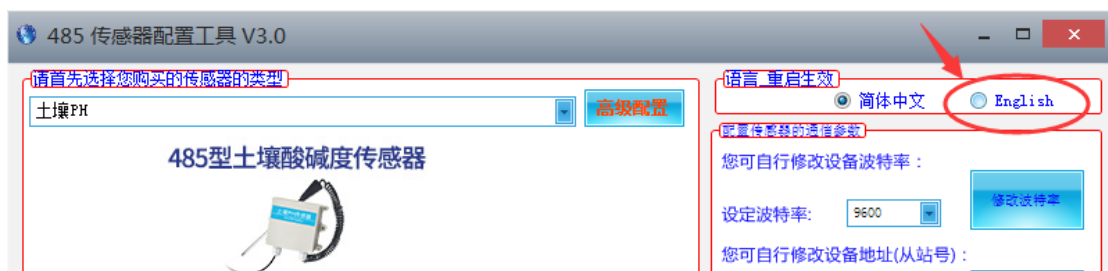 485 传感器配置工具 V3.0
请首先选择您购买的传感器的类型
土壤PH
高级配置
485型土壤酸碱度传感器
语言_重启生效
简体中文
English
配置传感器的通信参数
您可自行修改设备波特率：
设定波特率:
9600
修改波特率
您可自行修改设备地址(从站号)：